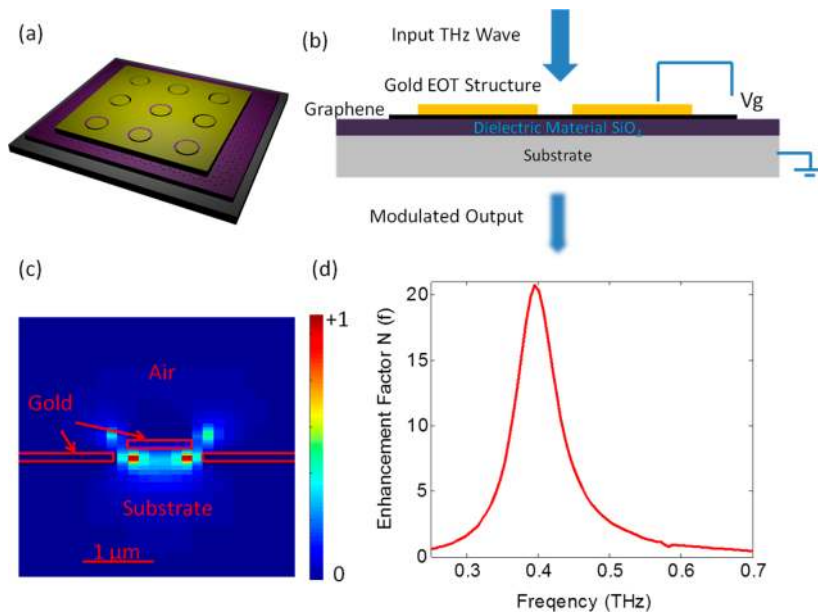 (a)
(b)
Input THz Wave
Gold EOT Structure
Graphene
Vg
Dielectric Material SiO2
Substrate
Modulated Output
(c)
+1
Air
Gold
Substrate
1 μm
0
(d)
Enhancement Factor N (f)
20
15
10
5
0
0.3 0.4 0.5 0.6 0.7
Freqency (THz)